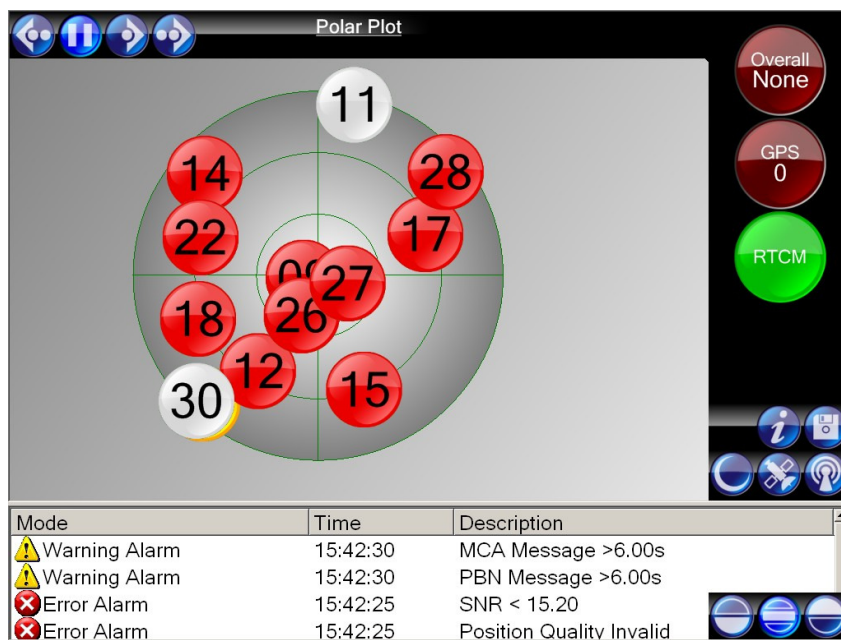 Polar Plot
Overall
None
11
14
28
GPS
0
22
17
RTCM
09
27
26
18
12
15
30
Mode Time Description
Warning Alarm 15:42:30 MCA Message >6.00s
Warning Alarm 15:42:30 PBN Message >6.00s
Error Alarm 15:42:25 SNR < 15.20
Error Alarm 15:42:25 Position Quality Invalid